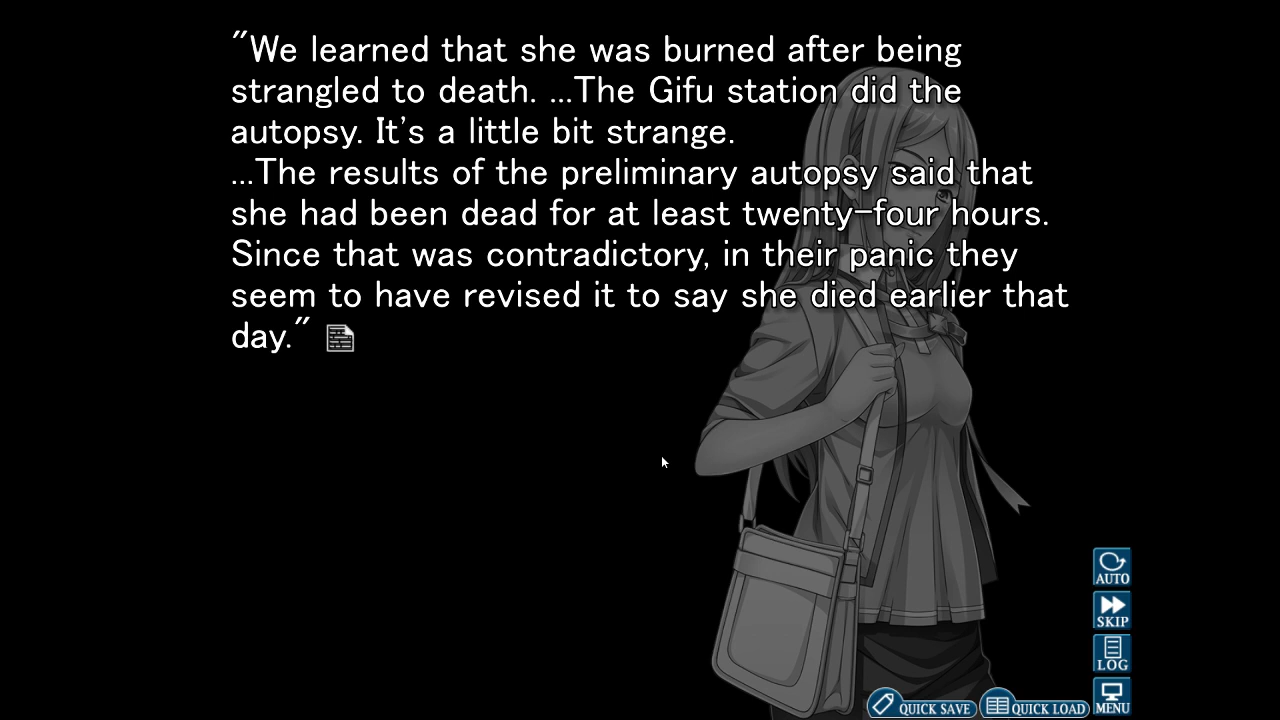 "We learned that she was burned after being
strangled to death. ...The Gifu station did the
autopsy. It's a little bit strange.
...The results of the preliminary autopsy said that
she had been dead for at least twenty-four hours.
Since that was contradictory, in their panic they
seem to have revised it to say she died earlier that
day."
AUTO
SKIP
LOG
MENU
QUICK SAVE
QUICK LOAD